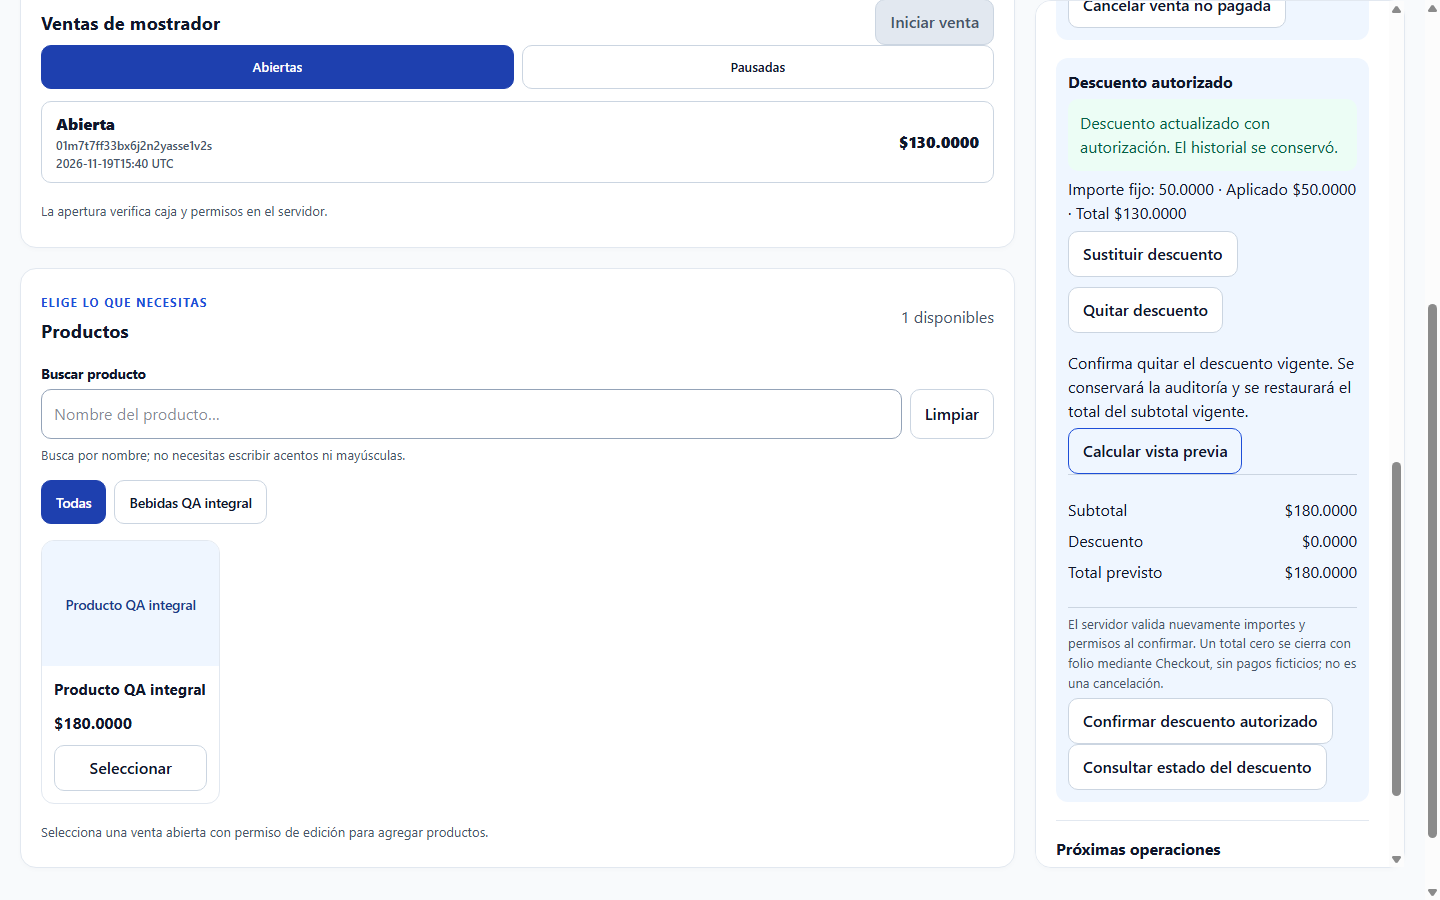 Ventas de mostrador
Iniciar venta
Abiertas
Pausadas
Abierta
01m7t7ff33bx6j2n2yasse1v2s
2026-11-19T15:40 UTC
$130.0000
La apertura verifica caja y permisos en el servidor.
ELIGE LO QUE NECESITAS
Productos
1 disponibles
Buscar producto
Nombre del producto...
Limpiar
Busca por nombre; no necesitas escribir acentos ni mayúsculas.
Todas
Bebidas QA integral
Producto QA integral
Producto QA integral
$180.0000
Seleccionar
Selecciona una venta abierta con permiso de edición para agregar productos.
Cancelar venta no pagada
Descuento autorizado
Descuento actualizado con
autorización. El historial se conservó.
Importe fijo: 50.0000 · Aplicado $50.0000
· Total $130.0000
Sustituir descuento
Quitar descuento
Confirma quitar el descuento vigente. Se
conservará la auditoría y se restaurará el
total del subtotal vigente.
Calcular vista previa
Subtotal $180.0000
Descuento $0.0000
Total previsto $180.0000
El servidor valida nuevamente importes y
permisos al confirmar. Un total cero se cierra con
folio mediante Checkout, sin pagos ficticios; no es
una cancelación.
Confirmar descuento autorizado
Consultar estado del descuento
Próximas operaciones